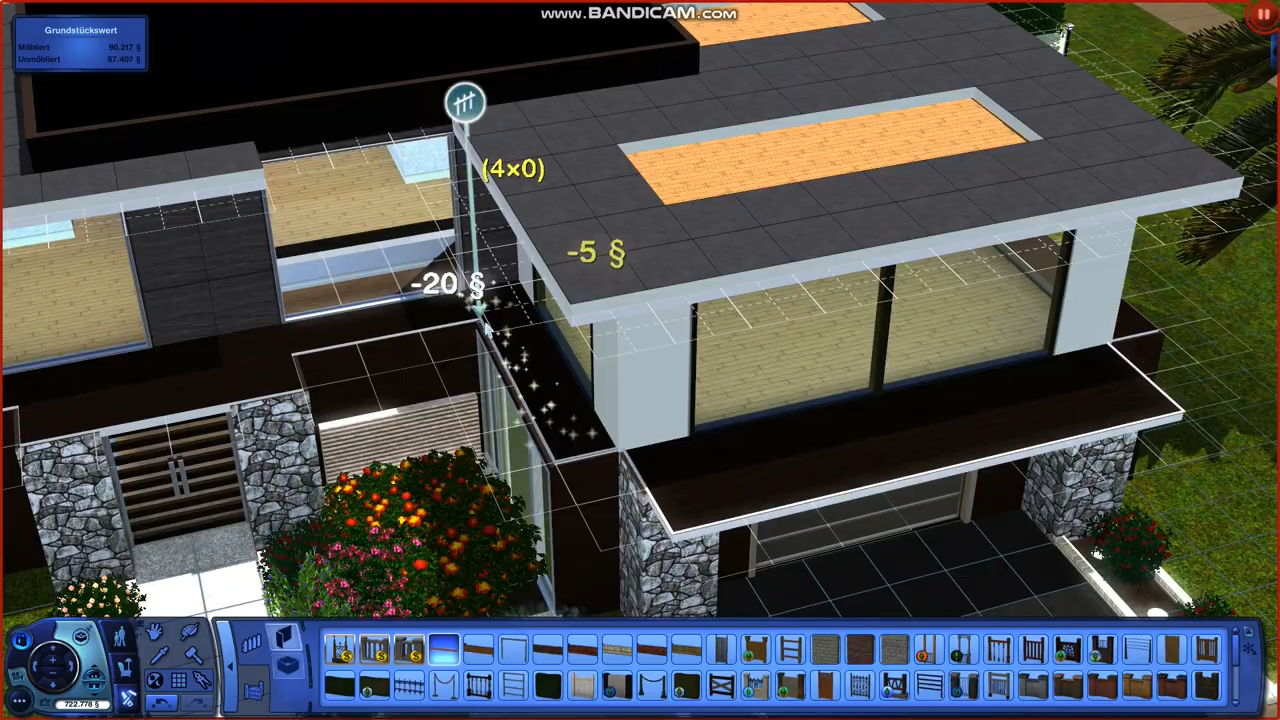 www.BANDICAM.com
Grundstückswert
Möbliert 90.217 §
Unmöbliert 87.407 §
(4×0)
-5 §
-20 §
722.778 §